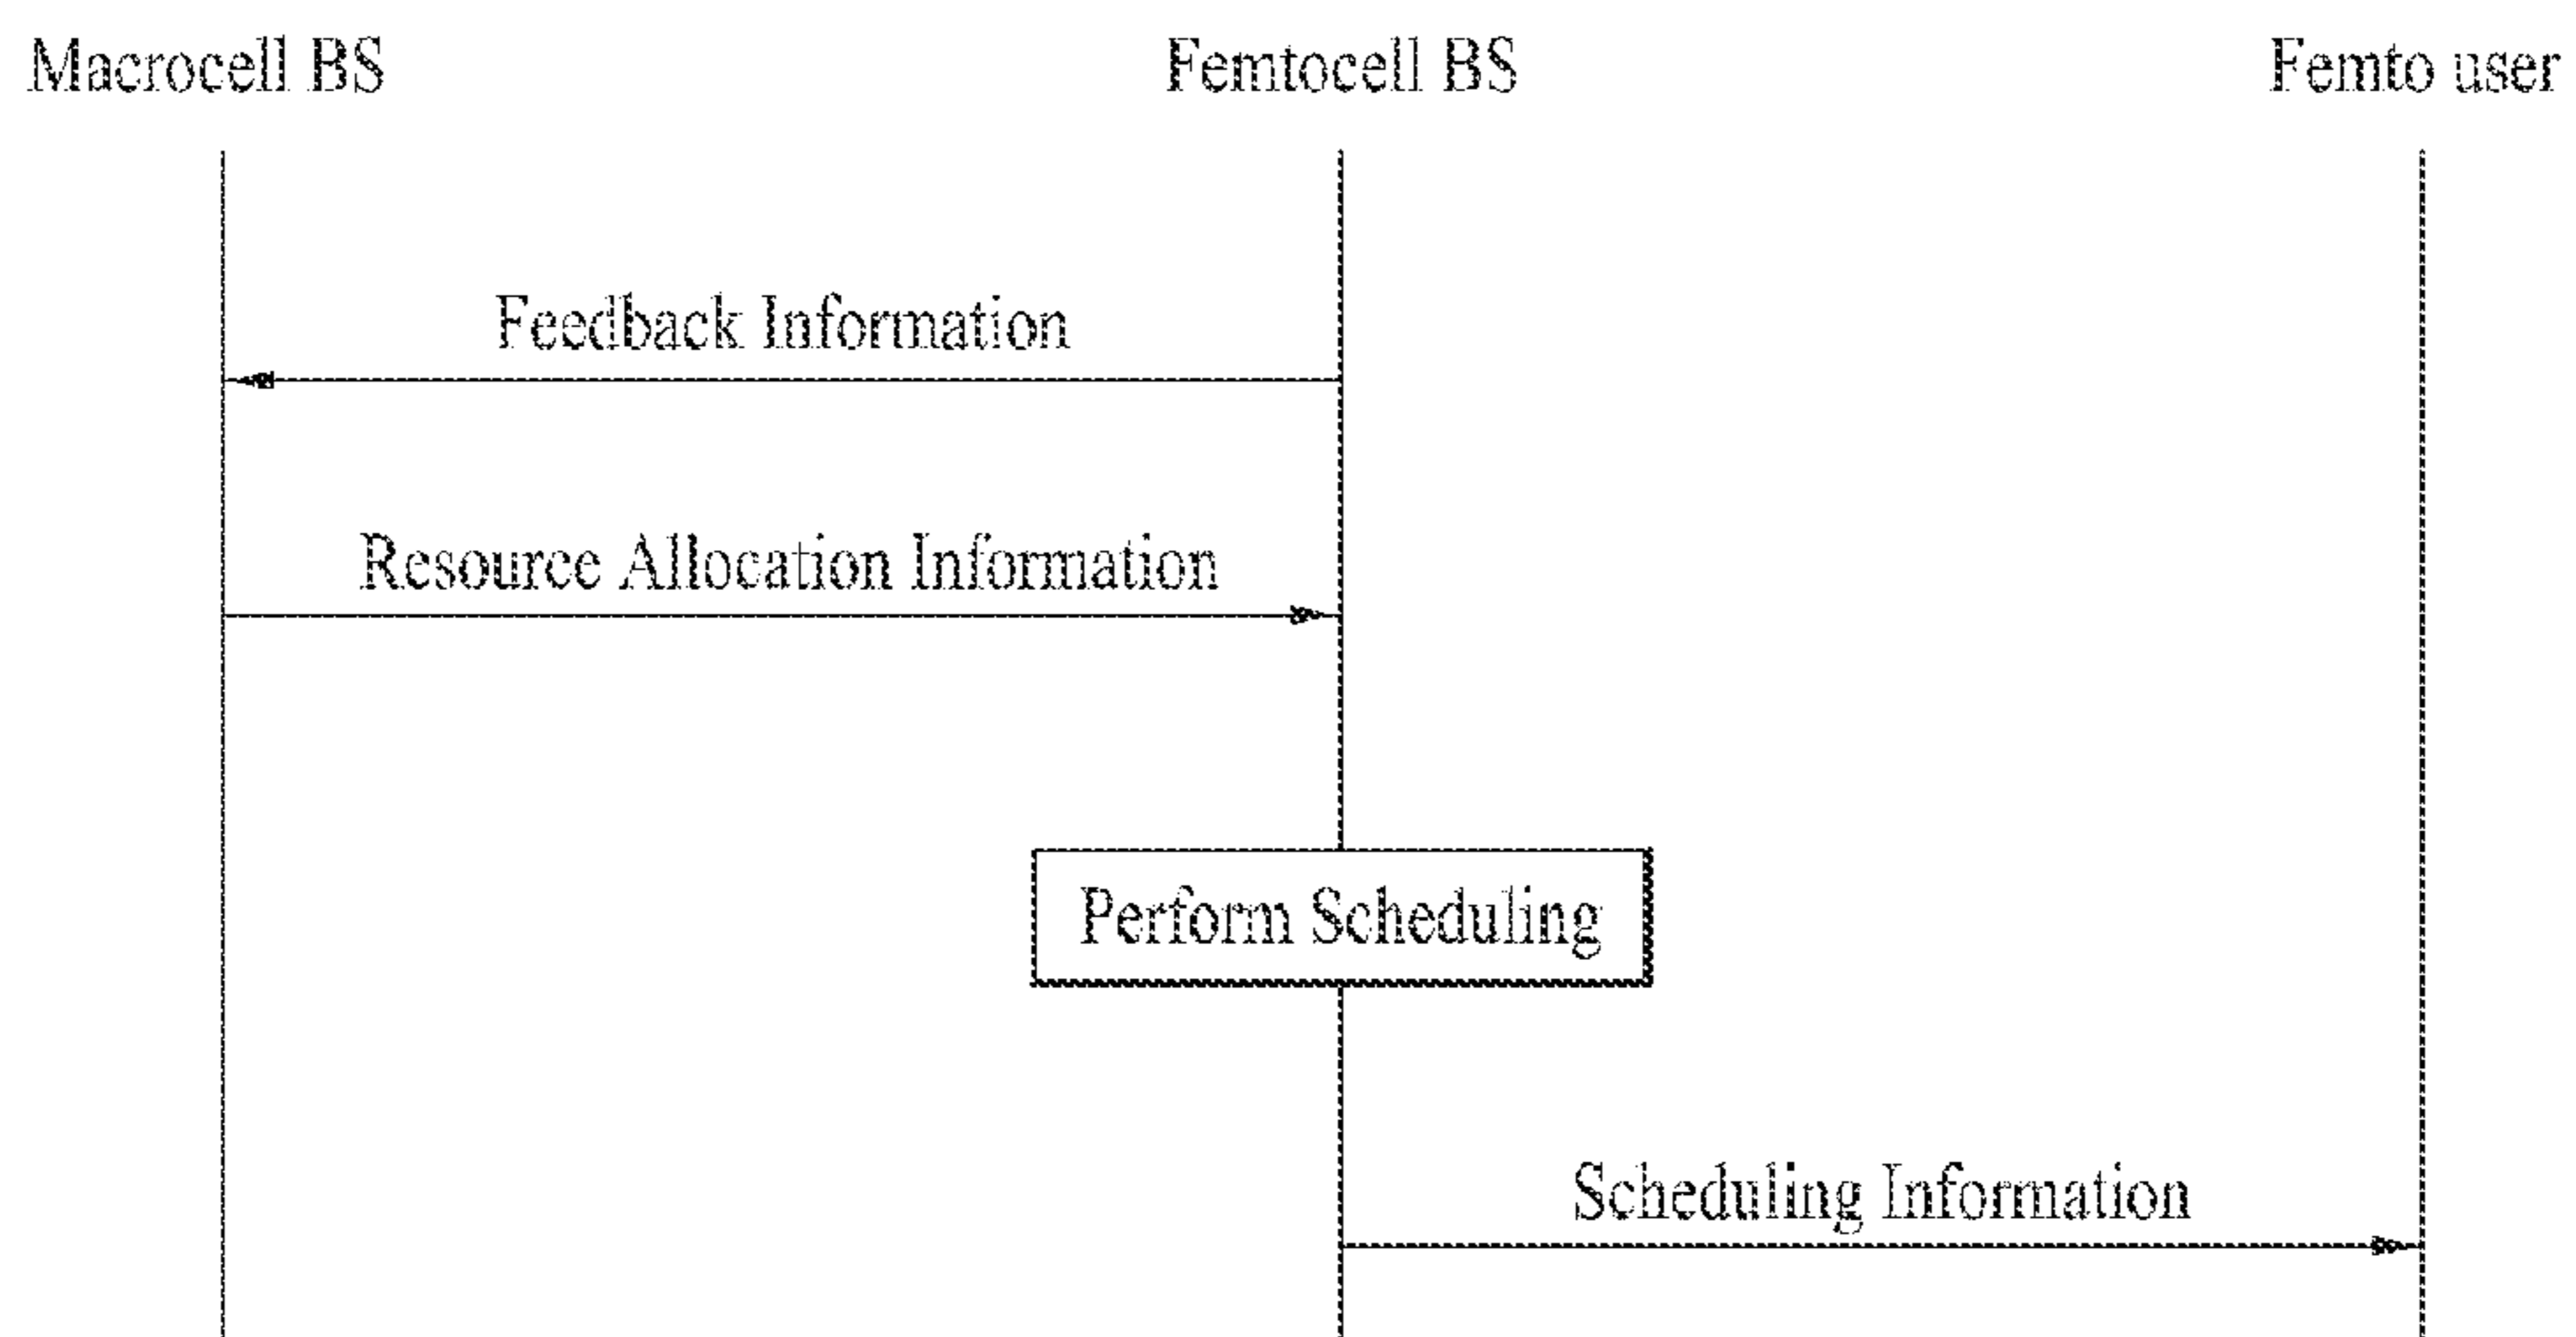 Macrocell BS
Femtocell BS
Femto user
Feedback Information
Resource Allocation Information
Perform Scheduling
Scheduling Information